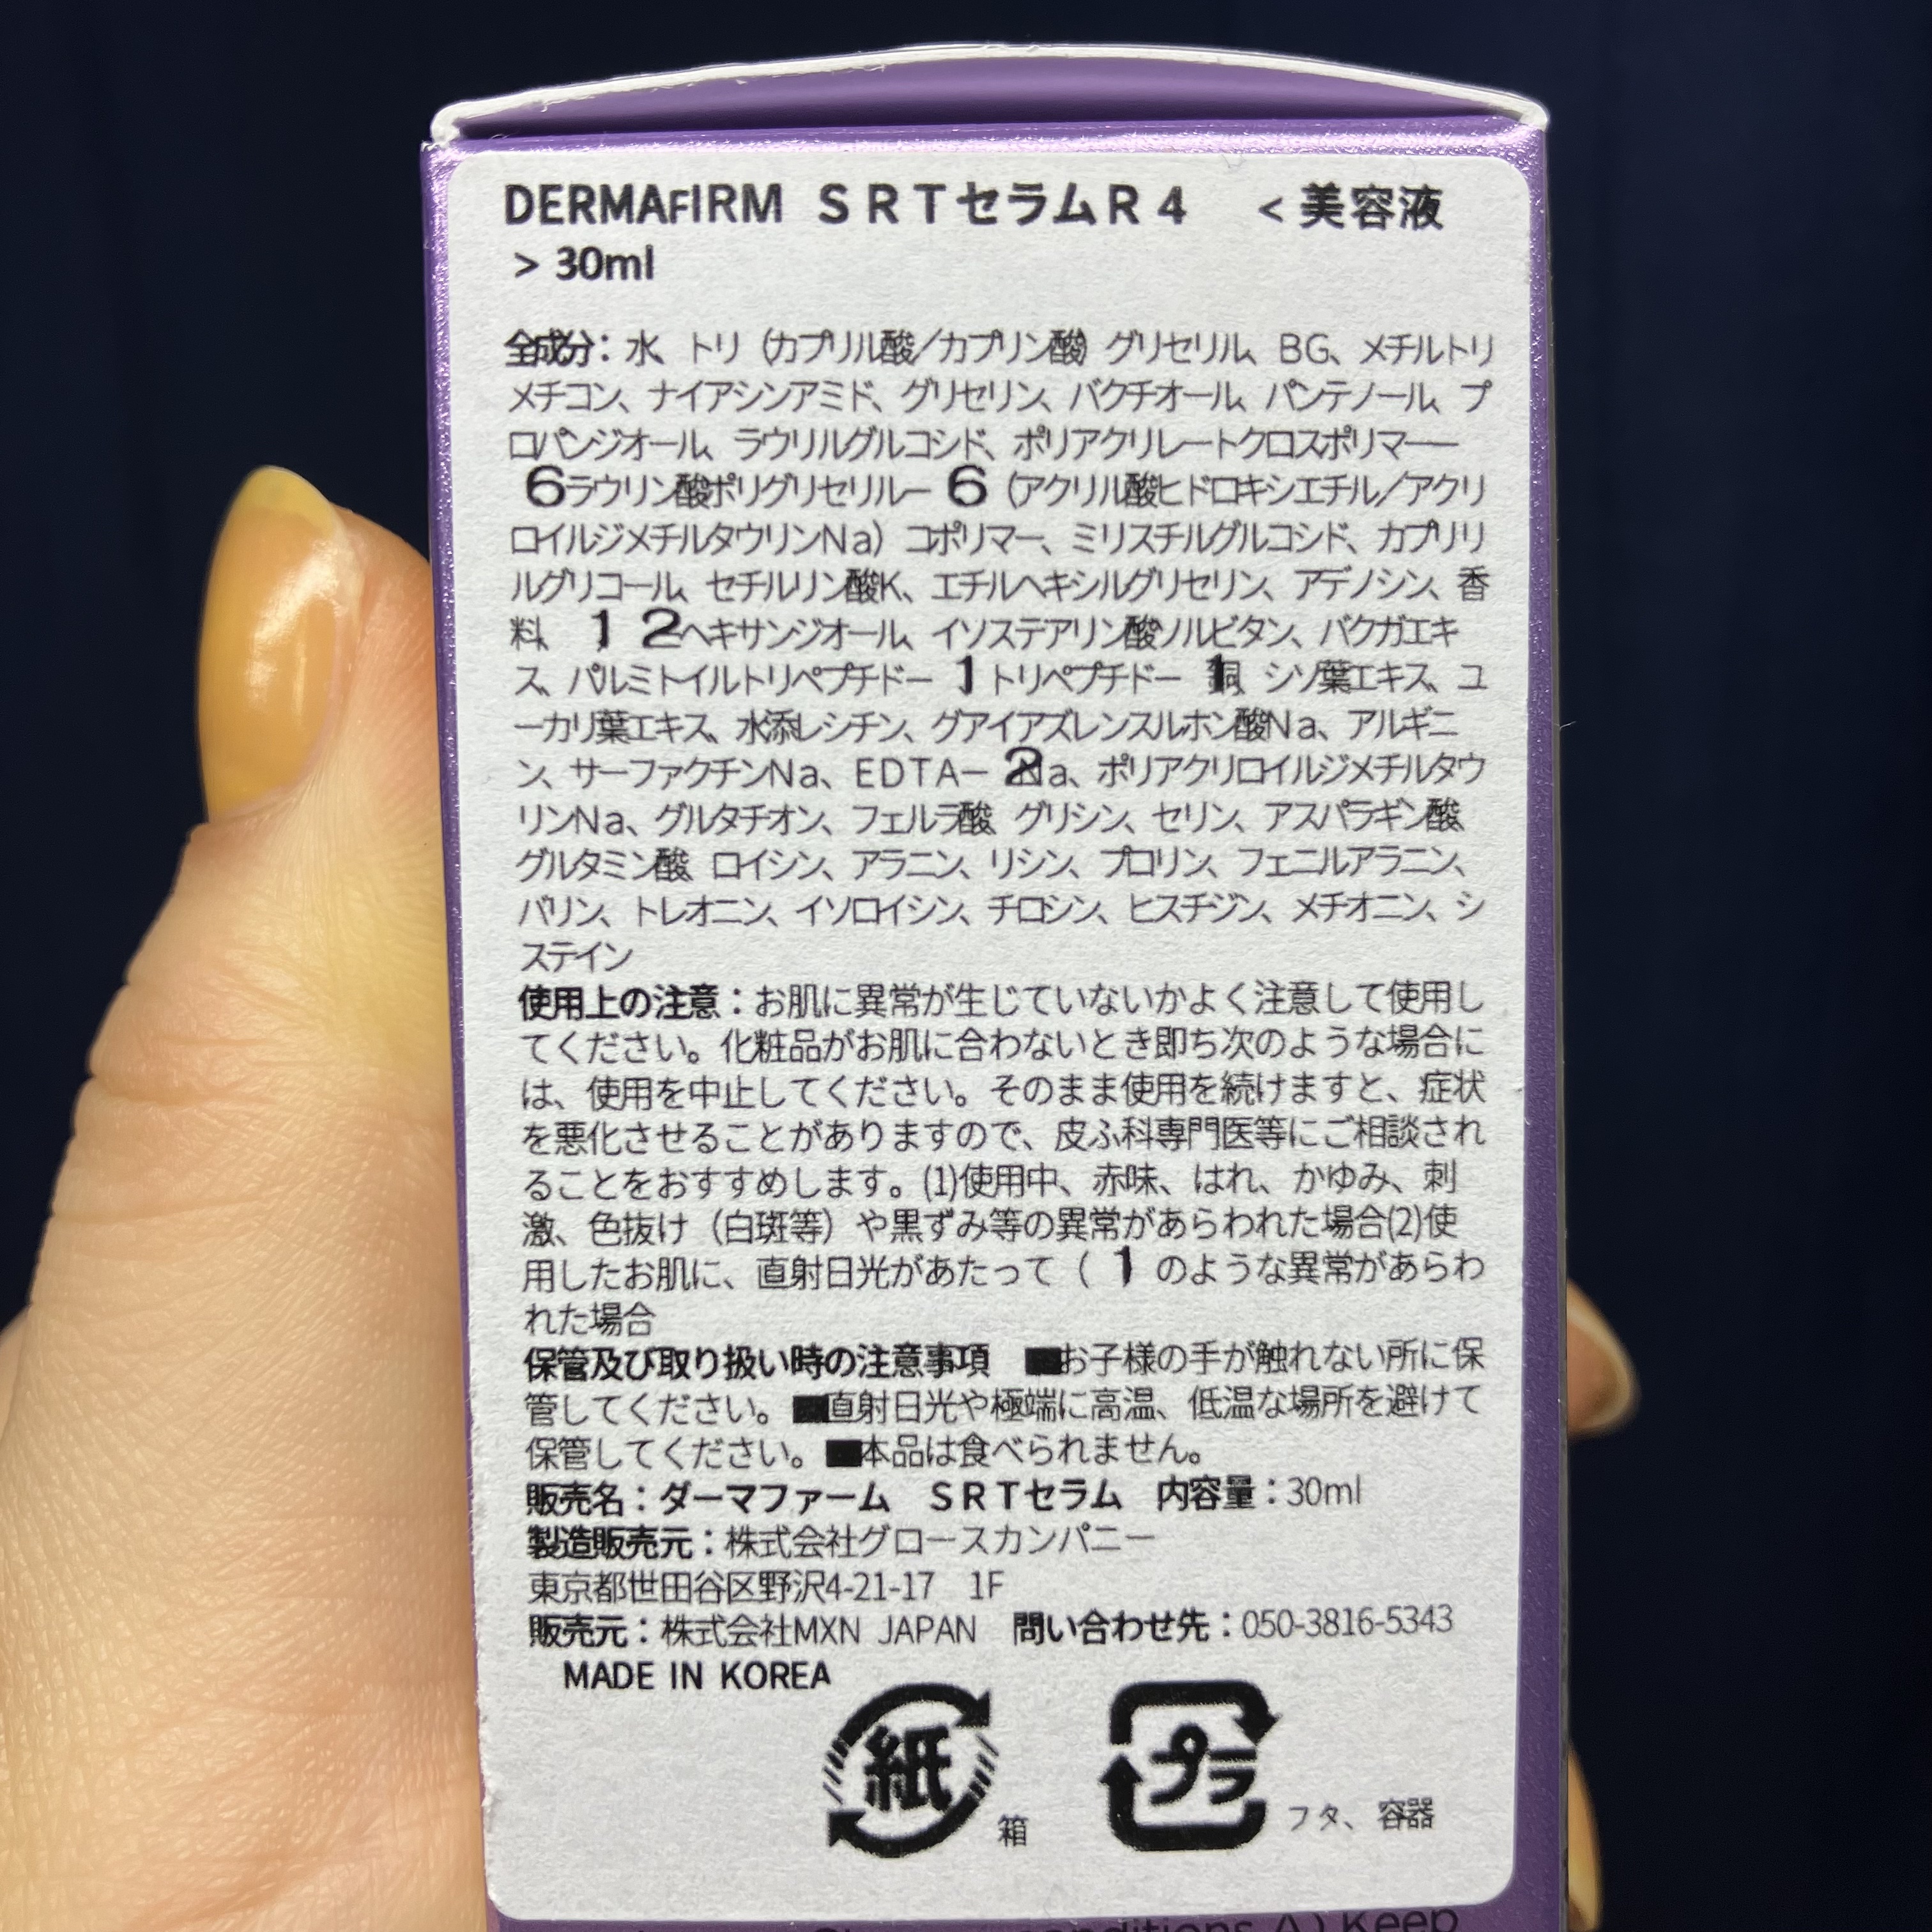 DERMAFIRM ＳＲＴセラムＲ４ ＜美容液
＞30ml
全成分：水、トリ（カプリル酸／カプリン酸）グリセリル、BG、メチルトリ
メチコン、ナイアシンアミド、グリセリン、バクチオール、パンテノール、プ
ロパンジオール、ラウリルグルコシド、ポリアクリレートクロスポリマー―
6ラウリン酸ポリグリセリル－6（アクリル酸ヒドロキシエチル／アクリ
ロイルジメチルタウリンNa）コポリマー、ミリスチルグルコシド、カプリリ
ルグリコール、セチルリン酸K、エチルヘキシルグリセリン、アデノシン、香
料、１２ヘキサンジオール、イソステアリン酸ソルビタン、バクガエキ
ス、パルミトイルトリペプチド－１トリペプチド－１銅、シソ葉エキス、ユ
ーカリ葉エキス、水添レシチン、グアイアズレンスルホン酸Na、アルギニ
ン、サーファクチンNa、EDTA－2Na、ポリアクリロイルジメチルタウ
リンNa、グルタチオン、フェルラ酸、グリシン、セリン、アスパラギン酸、
グルタミン酸、ロイシン、アラニン、リシン、プロリン、フェニルアラニン、
バリン、トレオニン、イソロイシン、チロシン、ヒスチジン、メチオニン、シ
ステイン
使用上の注意：お肌に異常が生じていないかよく注意して使用し
てください。化粧品がお肌に合わないとき即ち次のような場合に
は、使用を中止してください。そのまま使用を続けますと、症状
を悪化させることがありますので、皮ふ科専門医等にご相談され
ることをおすすめします。(1)使用中、赤味、はれ、かゆみ、刺
激、色抜け（白斑等）や黒ずみ等の異常があらわれた場合(2)使
用したお肌に、直射日光があたって（１のような異常があらわ
れた場合
保管及び取り扱い時の注意事項 ■お子様の手が触れない所に保
管してください。■直射日光や極端に高温、低温な場所を避けて
保管してください。■本品は食べられません。
販売名：ダーマファーム ＳＲＴセラム 内容量：30ml
製造販売元：株式会社グロースカンパニー
東京都世田谷区野沢4-21-17 1F
販売元：株式会社MXN JAPAN 問い合わせ先：050-3816-5343
MADE IN KOREA
紙 箱 プラ フタ、容器
Keep